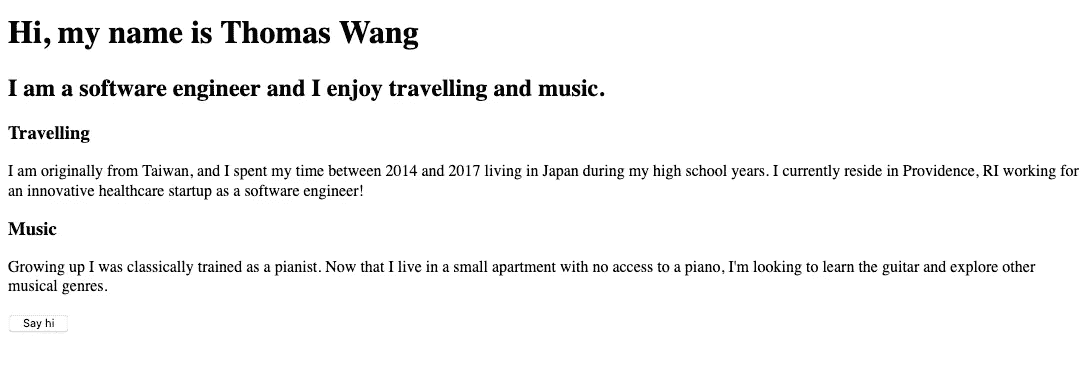 Hi, my name is Thomas Wang
I am a software engineer and I enjoy travelling and music.
Travelling
I am originally from Taiwan, and I spent my time between 2014 and 2017 living in Japan during my high school years. I currently reside in Providence, RI working for
an innovative healthcare startup as a software engineer!
Music
Growing up I was classically trained as a pianist. Now that I live in a small apartment with no access to a piano, I'm looking to learn the guitar and explore other
musical genres.
Say hi